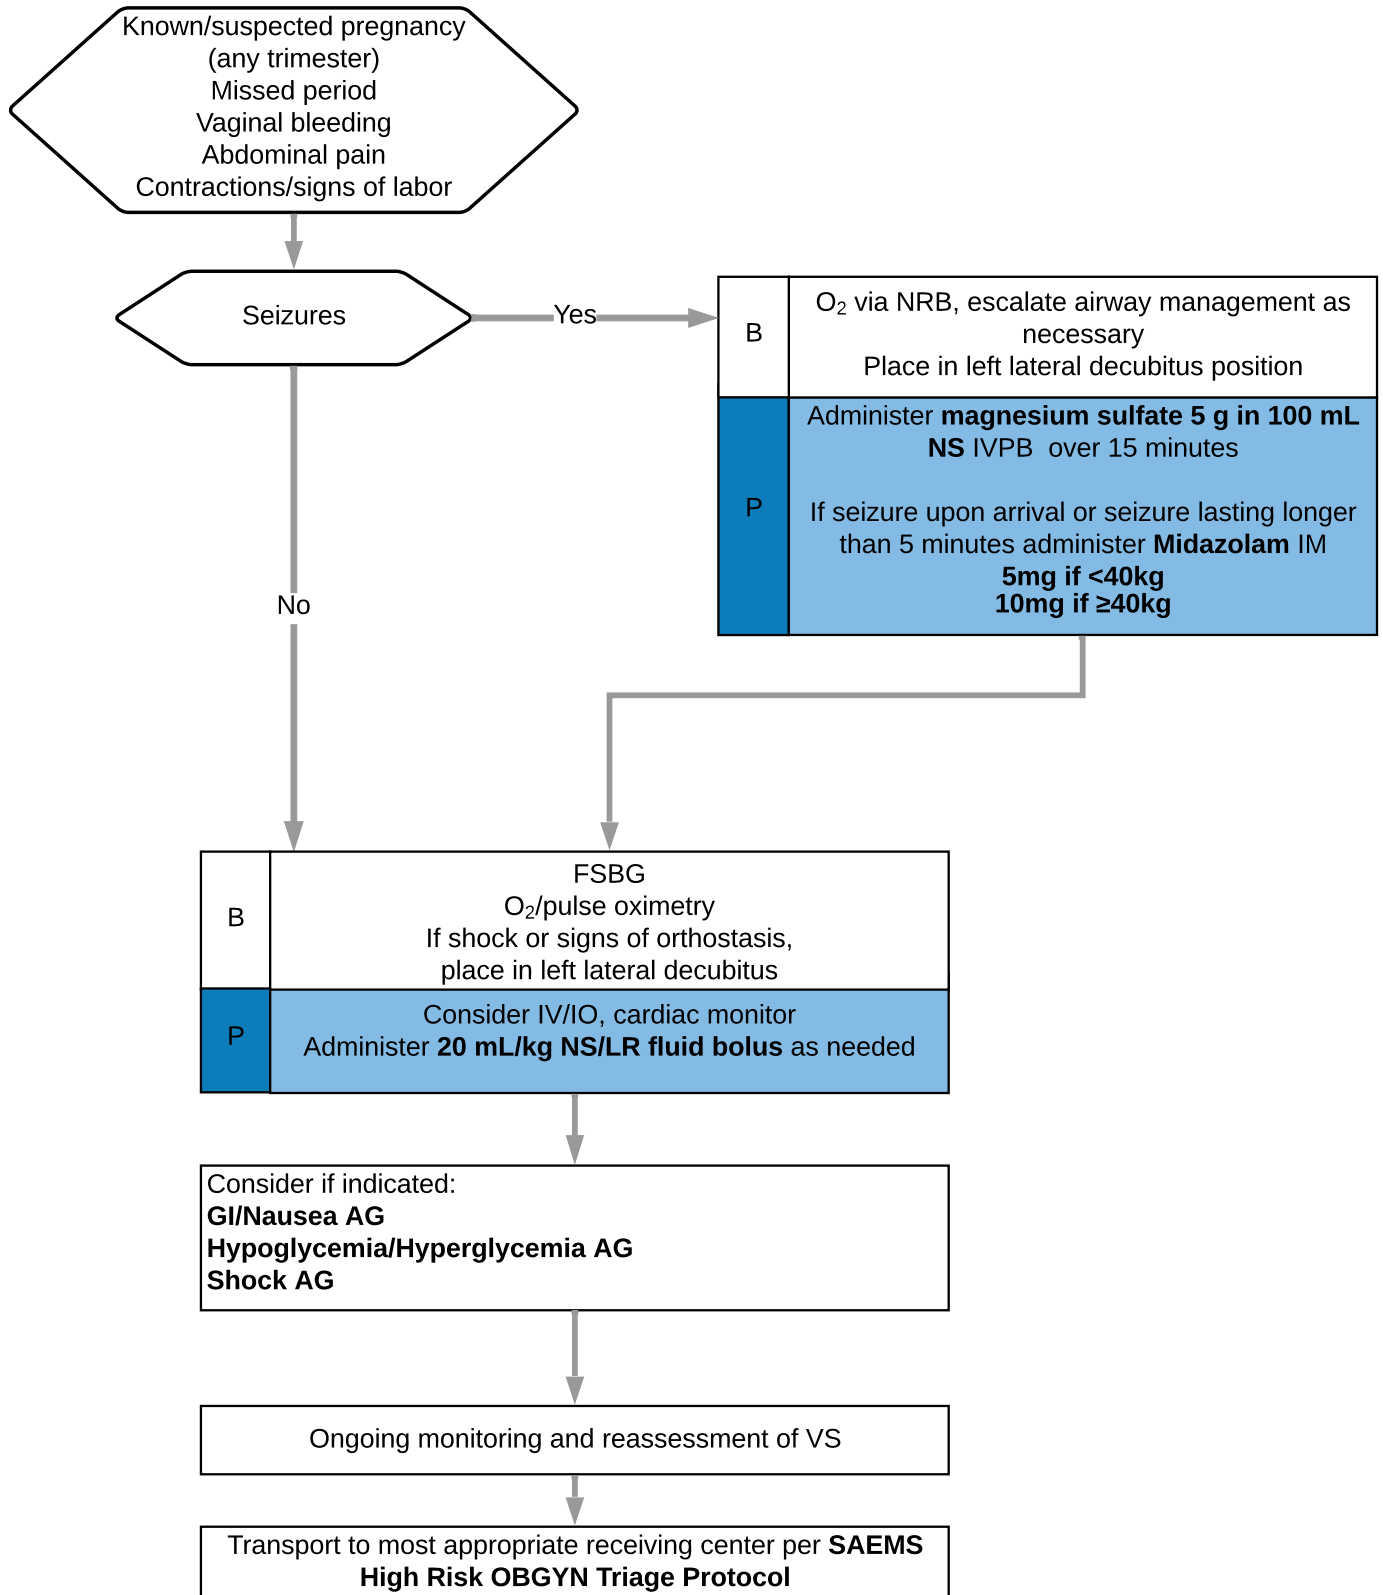 Known/suspected pregnancy
(any trimester)
Missed period
Vaginal bleeding
Abdominal pain
Contractions/signs of labor
Seizures
Yes
B
O₂ via NRB, escalate airway management as
necessary
Place in left lateral decubitus position
P
Administer magnesium sulfate 5 g in 100 mL
NS IVPB  over 15 minutes
If seizure upon arrival or seizure lasting longer
than 5 minutes administer Midazolam IM
5mg if <40kg
10mg if ≥40kg
No
B
FSBG
O₂/pulse oximetry
If shock or signs of orthostasis,
place in left lateral decubitus
P
Consider IV/IO, cardiac monitor
Administer 20 mL/kg NS/LR fluid bolus as needed
Consider if indicated:
GI/Nausea AG
Hypoglycemia/Hyperglycemia AG
Shock AG
Ongoing monitoring and reassessment of VS
Transport to most appropriate receiving center per SAEMS
High Risk OBGYN Triage Protocol